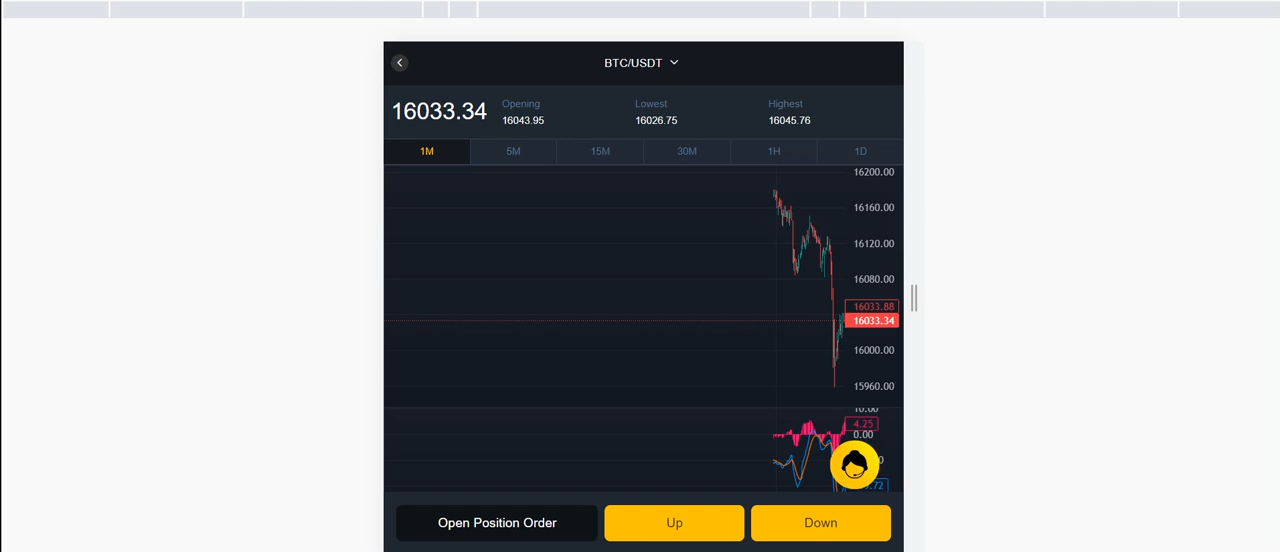 BTC/USDT
16033.34
Opening Lowest Highest
16043.95 16026.75 16045.76
1M 5M 15M 30M 1H 1D
16200.00
16160.00
16120.00
16080.00
16033.88
16033.34
16000.00
15960.00
10.00
4.25
0.00
Open Position Order Up Down